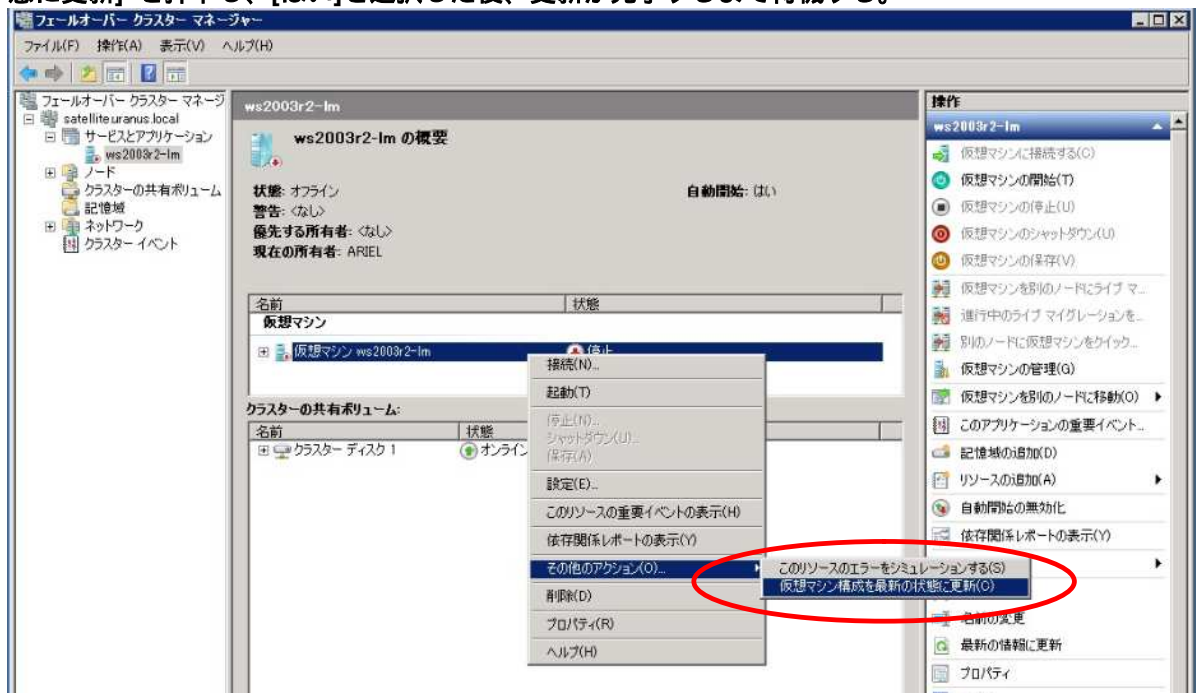 フェールオーバー クラスター マネージャー
ファイル(F) 操作(A) 表示(V) ヘルプ(H)
フェールオーバー クラスター マネージ
satellite.uranus.local
サービスとアプリケーション
ws2003r2-lm
ノード
クラスターの共有ボリューム
記憶域
ネットワーク
クラスター イベント
ws2003r2-lm
ws2003r2-lm の概要
状態: オフライン
自動開始: はい
警告: <なし>
優先する所有者: <なし>
現在の所有者: ARIEL
名前 状態
仮想マシン
仮想マシン ws2003r2-lm 停止
クラスターの共有ボリューム:
名前 状態
クラスター ディスク 1 オンライン
接続(N)...
起動(T)
停止(N)...
シャットダウン(U)...
保存(A)
設定(E)...
このリソースの重要イベントの表示(H)
依存関係レポートの表示(Y)
その他のアクション(O)...
削除(D)
プロパティ(R)
ヘルプ(H)
このリソースのエラーをシミュレーションする(S)
仮想マシン構成を最新の状態に更新(C)
操作
ws2003r2-lm
仮想マシンに接続する(C)
仮想マシンの開始(T)
仮想マシンの停止(U)
仮想マシンのシャットダウン(U)
仮想マシンの保存(V)
仮想マシンを別のノードにライブ マ...
進行中のライブ マイグレーションを...
別のノードに仮想マシンをクイック...
仮想マシンの管理(G)
仮想マシンを別のノードに移動(O)
このアプリケーションの重要イベント...
記憶域の追加(D)
リソースの追加(A)
自動開始の無効化
依存関係レポートの表示(Y)
名前の変更
最新の情報に更新
プロパティ